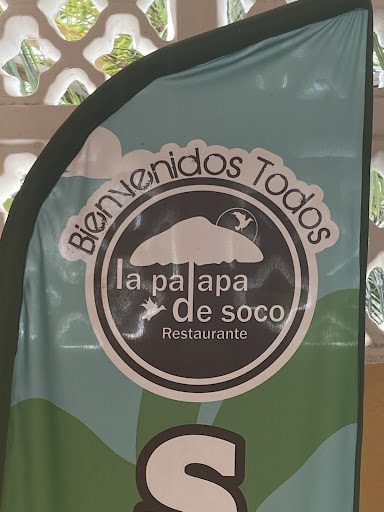 Bienvenidos Todos
la palapa
de soco
Restaurante
S